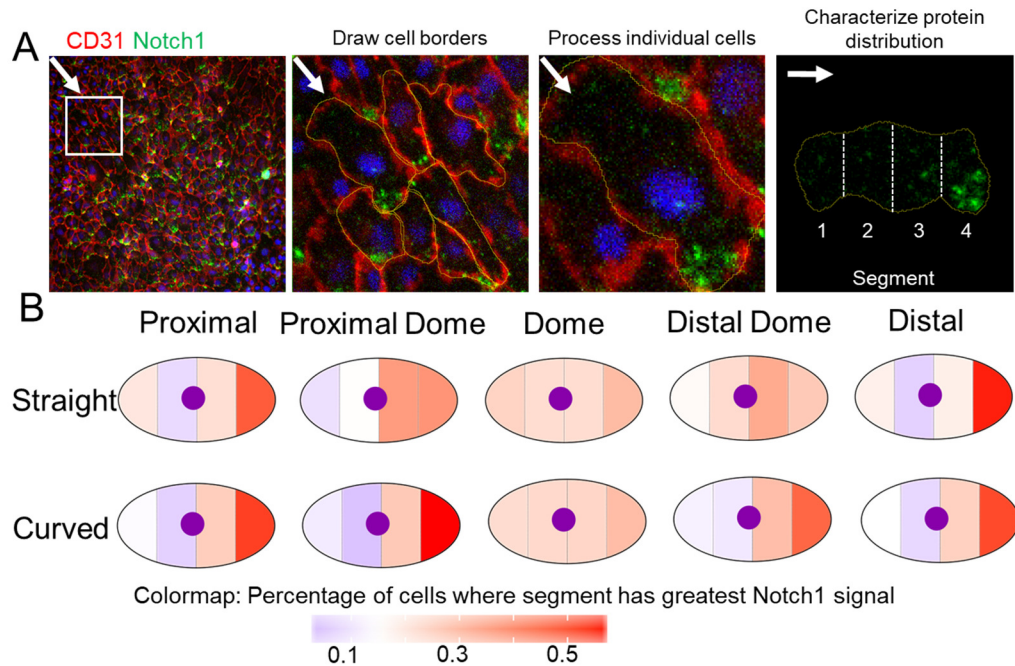 A
CD31 Notch1
Draw cell borders
Process individual cells
Characterize protein
distribution
1 2 3 4
Segment
B
Proximal Proximal Dome Dome Distal Dome Distal
Straight
Curved
Colormap: Percentage of cells where segment has greatest Notch1 signal
0.1 0.3 0.5